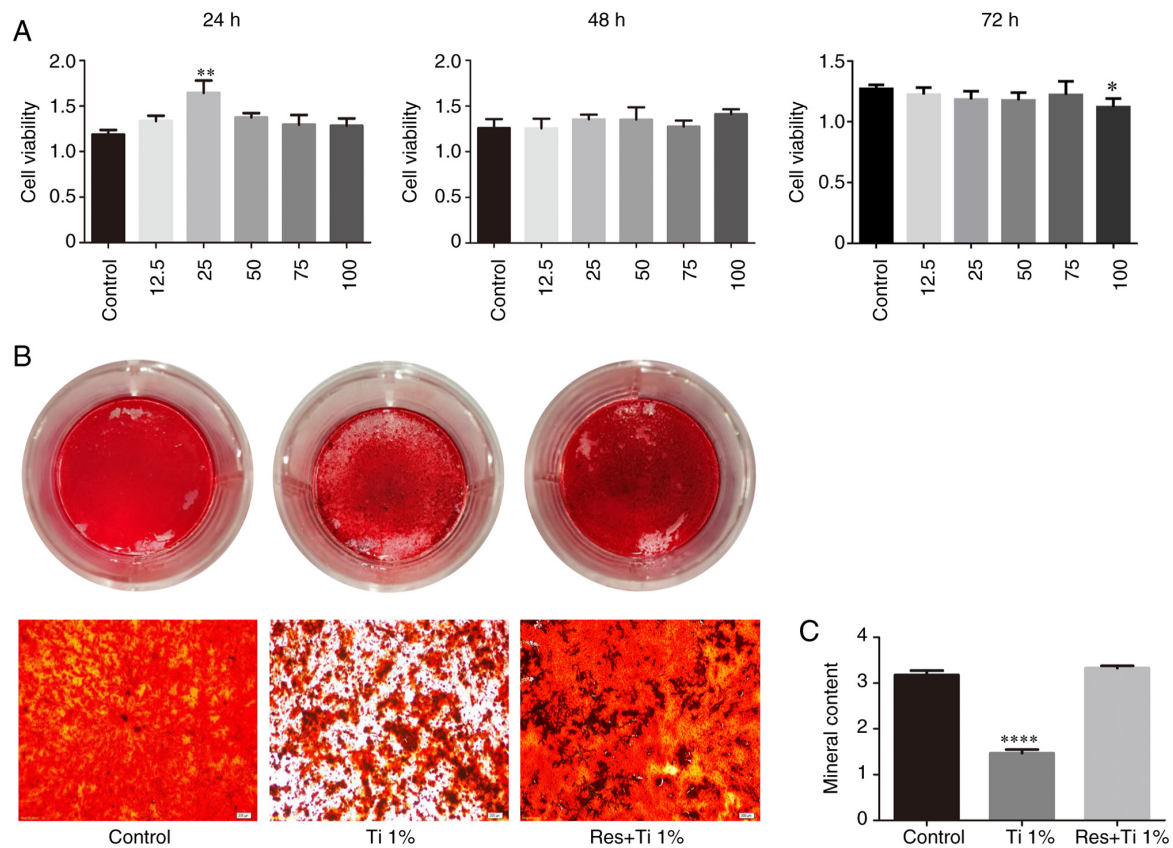 A
24 h
48 h
72 h
Cell viability
2.0
1.5
1.0
0.5
0
**
Control
12.5
25
50
75
100
Cell viability
2.0
1.5
1.0
0.5
0
Control
12.5
25
50
75
100
Cell viability
1.5
1.0
0.5
0
*
Control
12.5
25
50
75
100
B
Control
Ti 1%
Res+Ti 1%
C
Mineral content
4
3
2
1
0
****
Control
Ti 1%
Res+Ti 1%